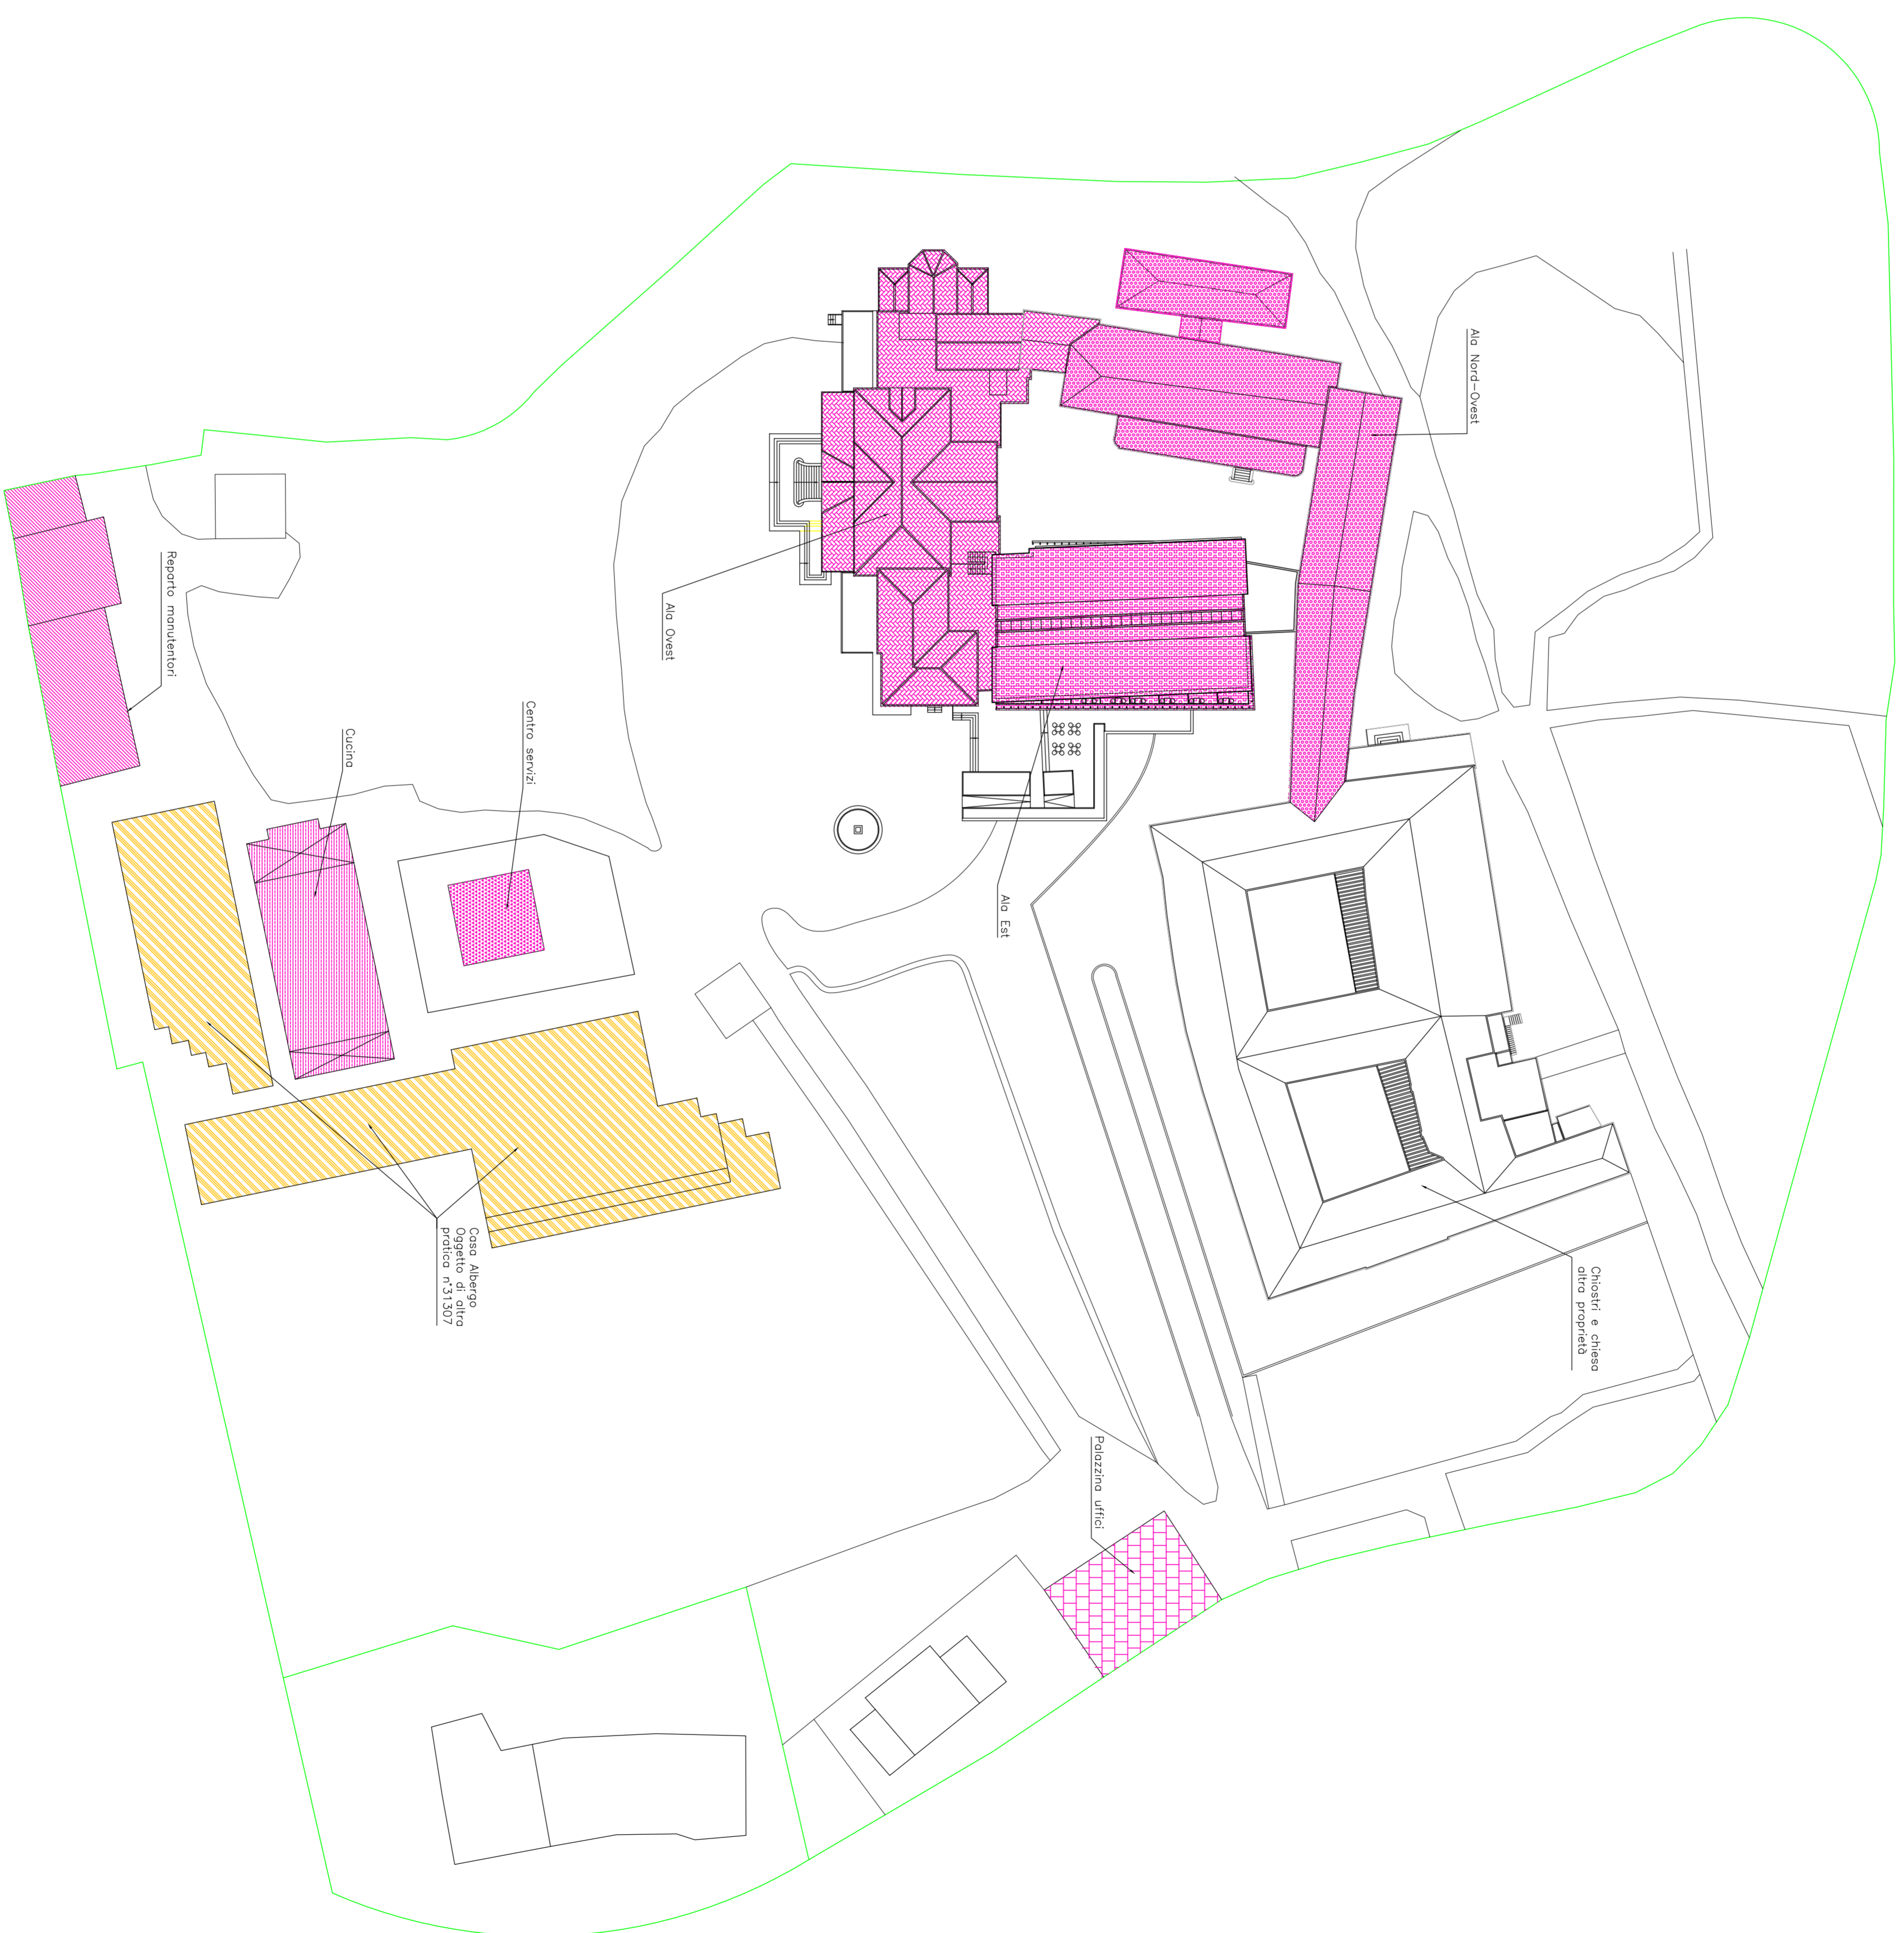 Ala Nord-Ovest
Reparto manutentori
Ala Ovest
Centro servizi
Cucina
Ala Est
Casa Albergo
Oggetto di altra
pratica n°31307
Chiostri e chiesa
altra proprietà
Palazzina uffici